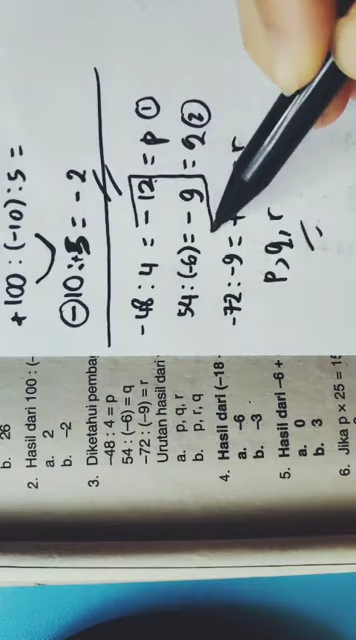 +100 : (-10) : 5 =
-10 : +5 = -2
-48 : 4 = -12 = p ①
54 : (-6) = -9 = q ②
-72 : -9 = + r
p, q, r
b. 26
2. Hasil dari 100 : (-
a. 2
b. -2
3. Diketahui pemba
-48 : 4 = p
54 : (-6) = q
-72 : (-9) = r
Urutan hasil dari
a. p, q, r
b. p, r, q
4. Hasil dari (-18
a. -6
b. -3
5. Hasil dari -6 +
a. 0
b. 3
6. Jika p x 25 = 15